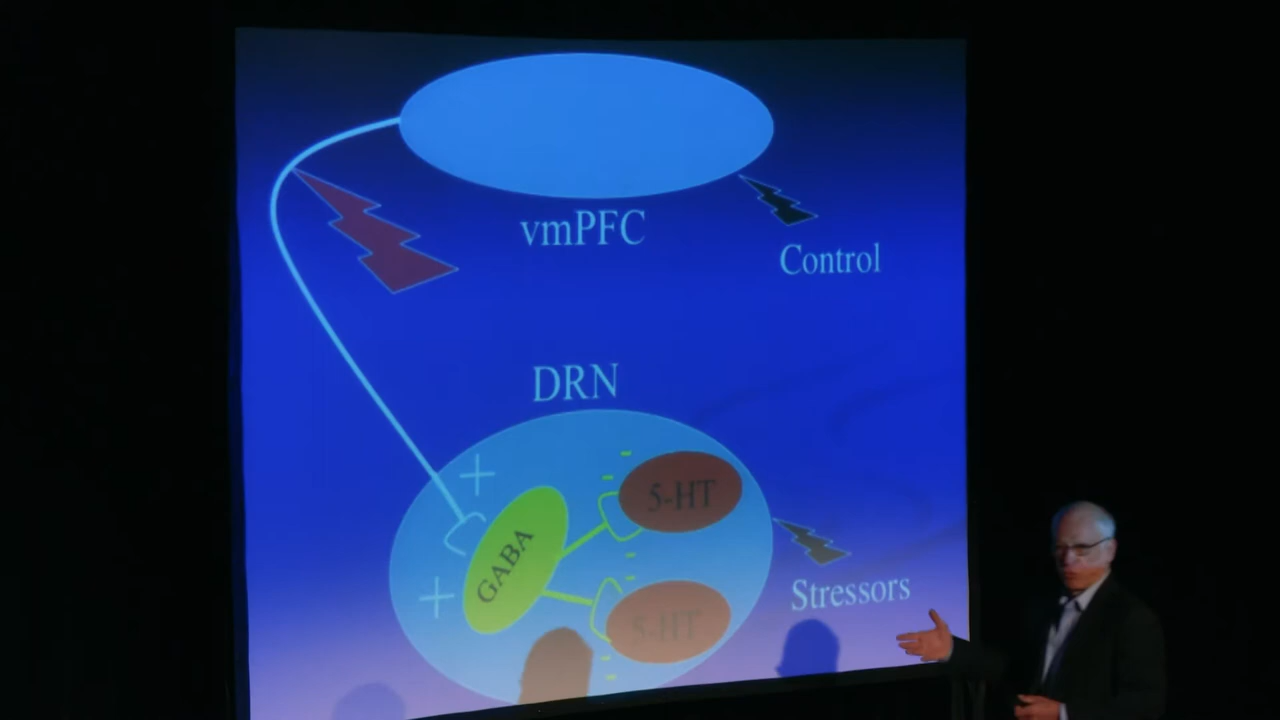 vmPFC
Control
DRN
+
- 
-
5-HT
GABA
-
+
-
5-HT
-
Stressors